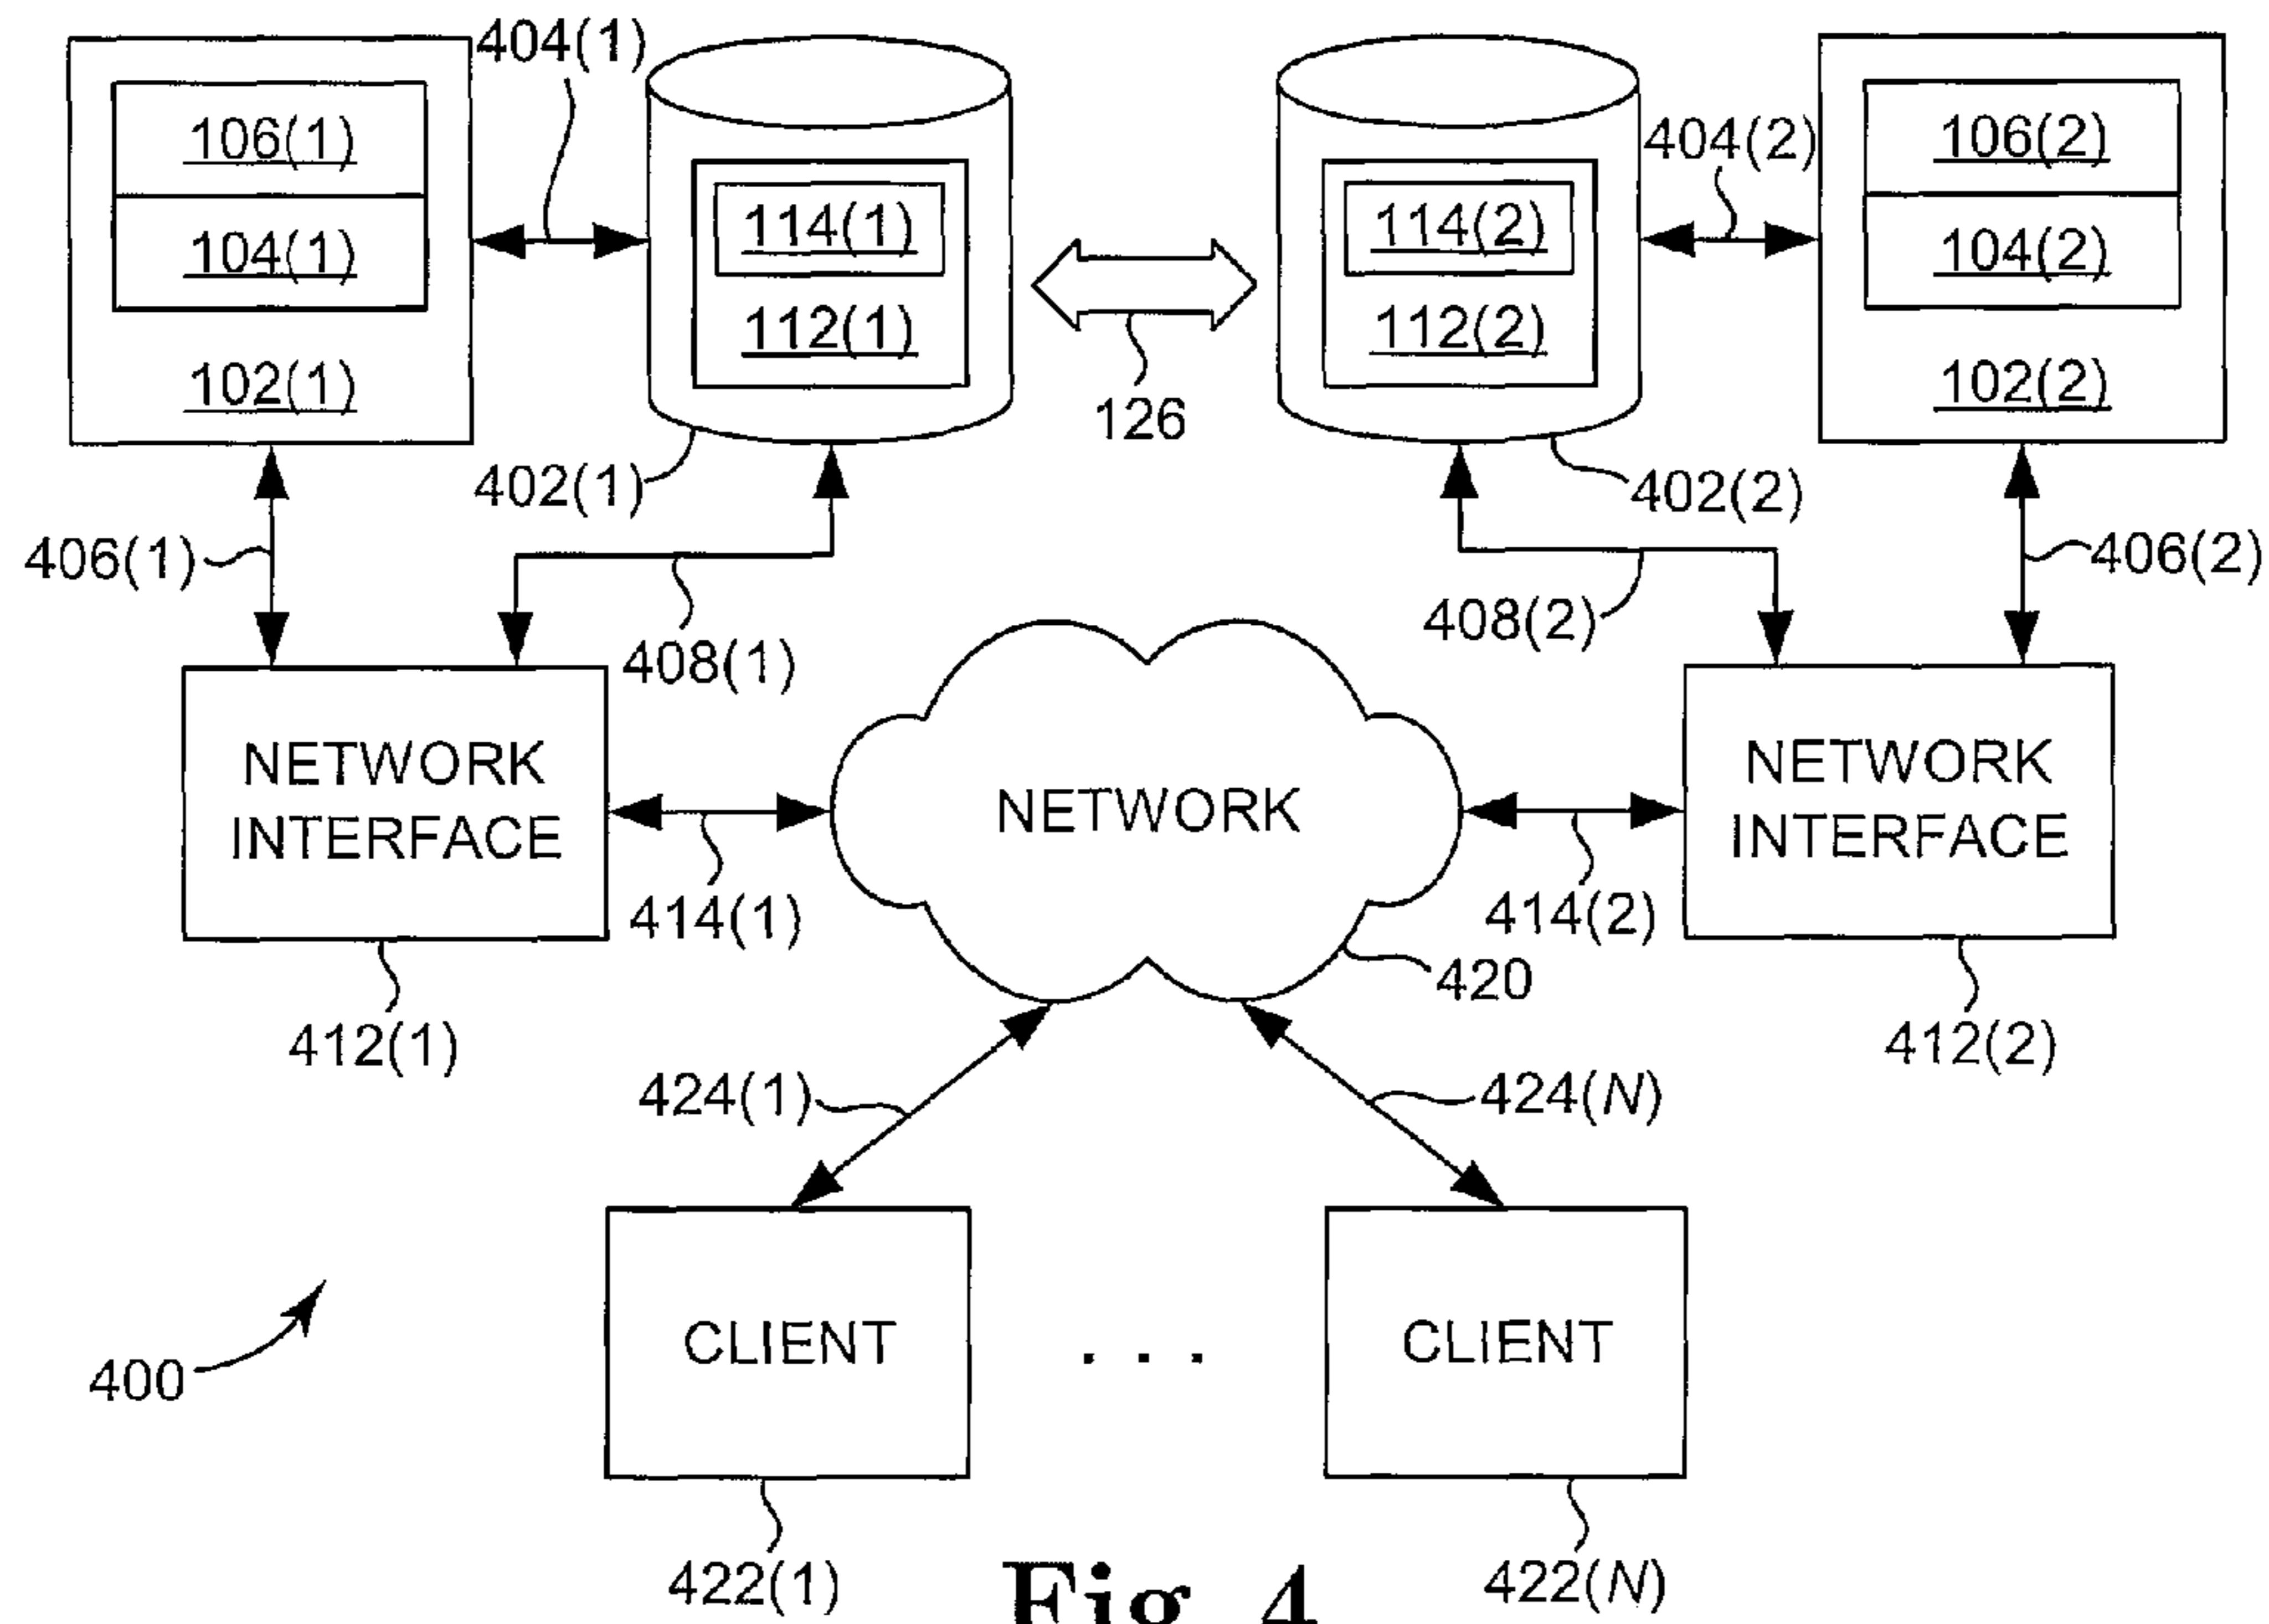 404(1)
106(1)
104(1)
102(1)
114(1)
112(1)
126
114(2)
112(2)
404(2)
106(2)
104(2)
102(2)
402(1)
402(2)
406(1)
408(1)
408(2)
406(2)
NETWORK
INTERFACE
NETWORK
NETWORK
INTERFACE
414(1)
414(2)
420
412(1)
412(2)
424(1)
424(N)
CLIENT
. . .
CLIENT
400
422(1)
422(N)
Fig. 4